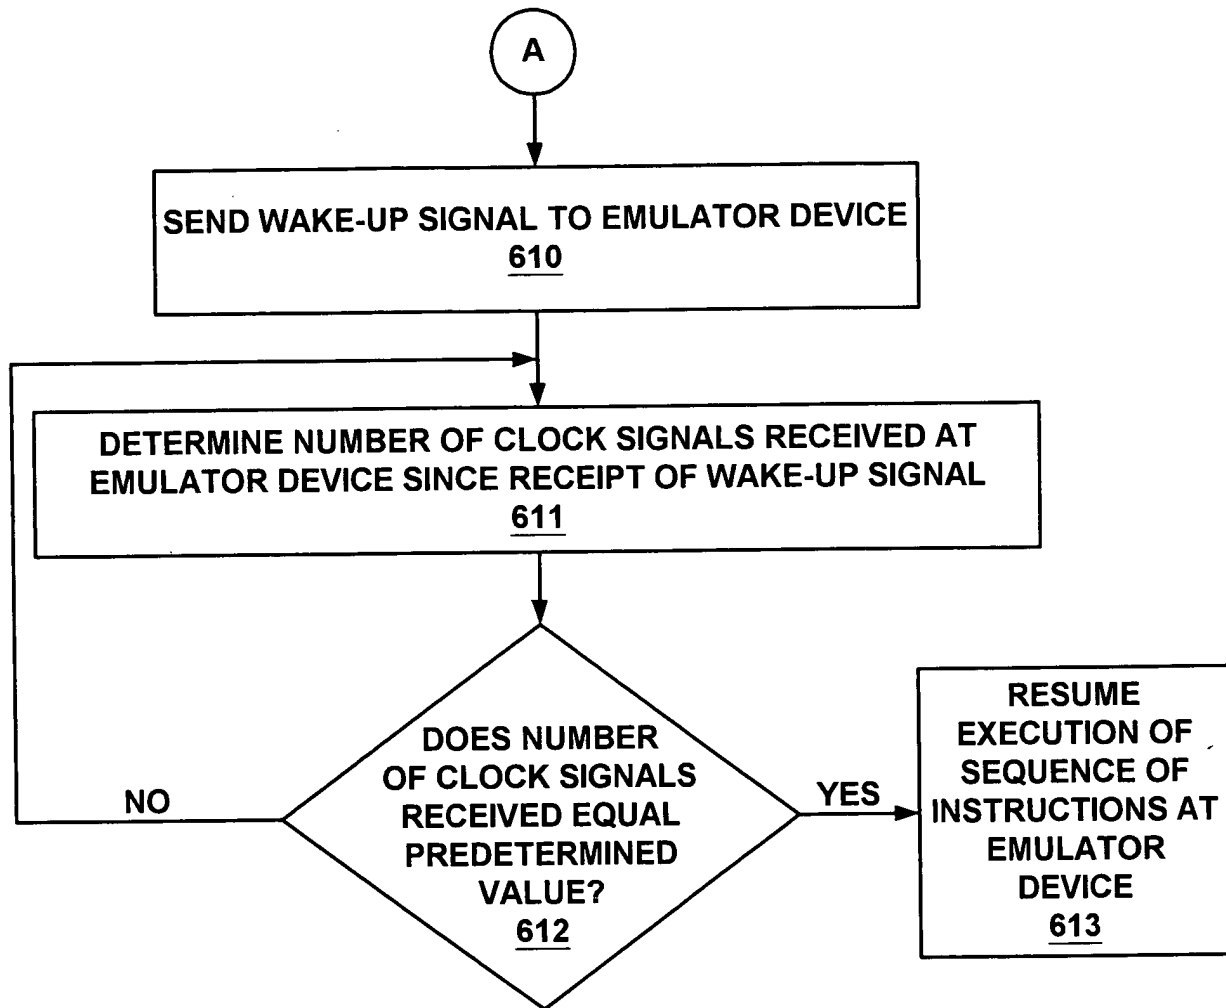 A
SEND WAKE-UP SIGNAL TO EMULATOR DEVICE
610
DETERMINE NUMBER OF CLOCK SIGNALS RECEIVED AT
EMULATOR DEVICE SINCE RECEIPT OF WAKE-UP SIGNAL
611
DOES NUMBER
OF CLOCK SIGNALS
RECEIVED EQUAL
PREDETERMINED
VALUE?
612
NO
YES
RESUME
EXECUTION OF
SEQUENCE OF
INSTRUCTIONS AT
EMULATOR
DEVICE
613